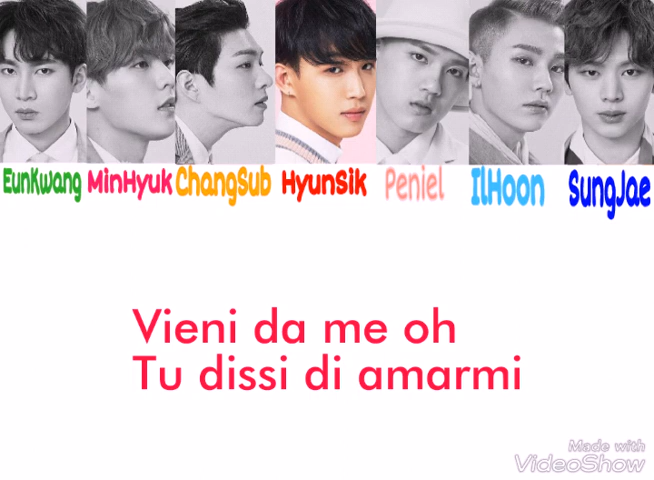 EunKwang MinHyuk ChangSub HyunSik Peniel IlHoon SungJae
Vieni da me oh
Tu dissi di amarmi
Made with
VideoShow